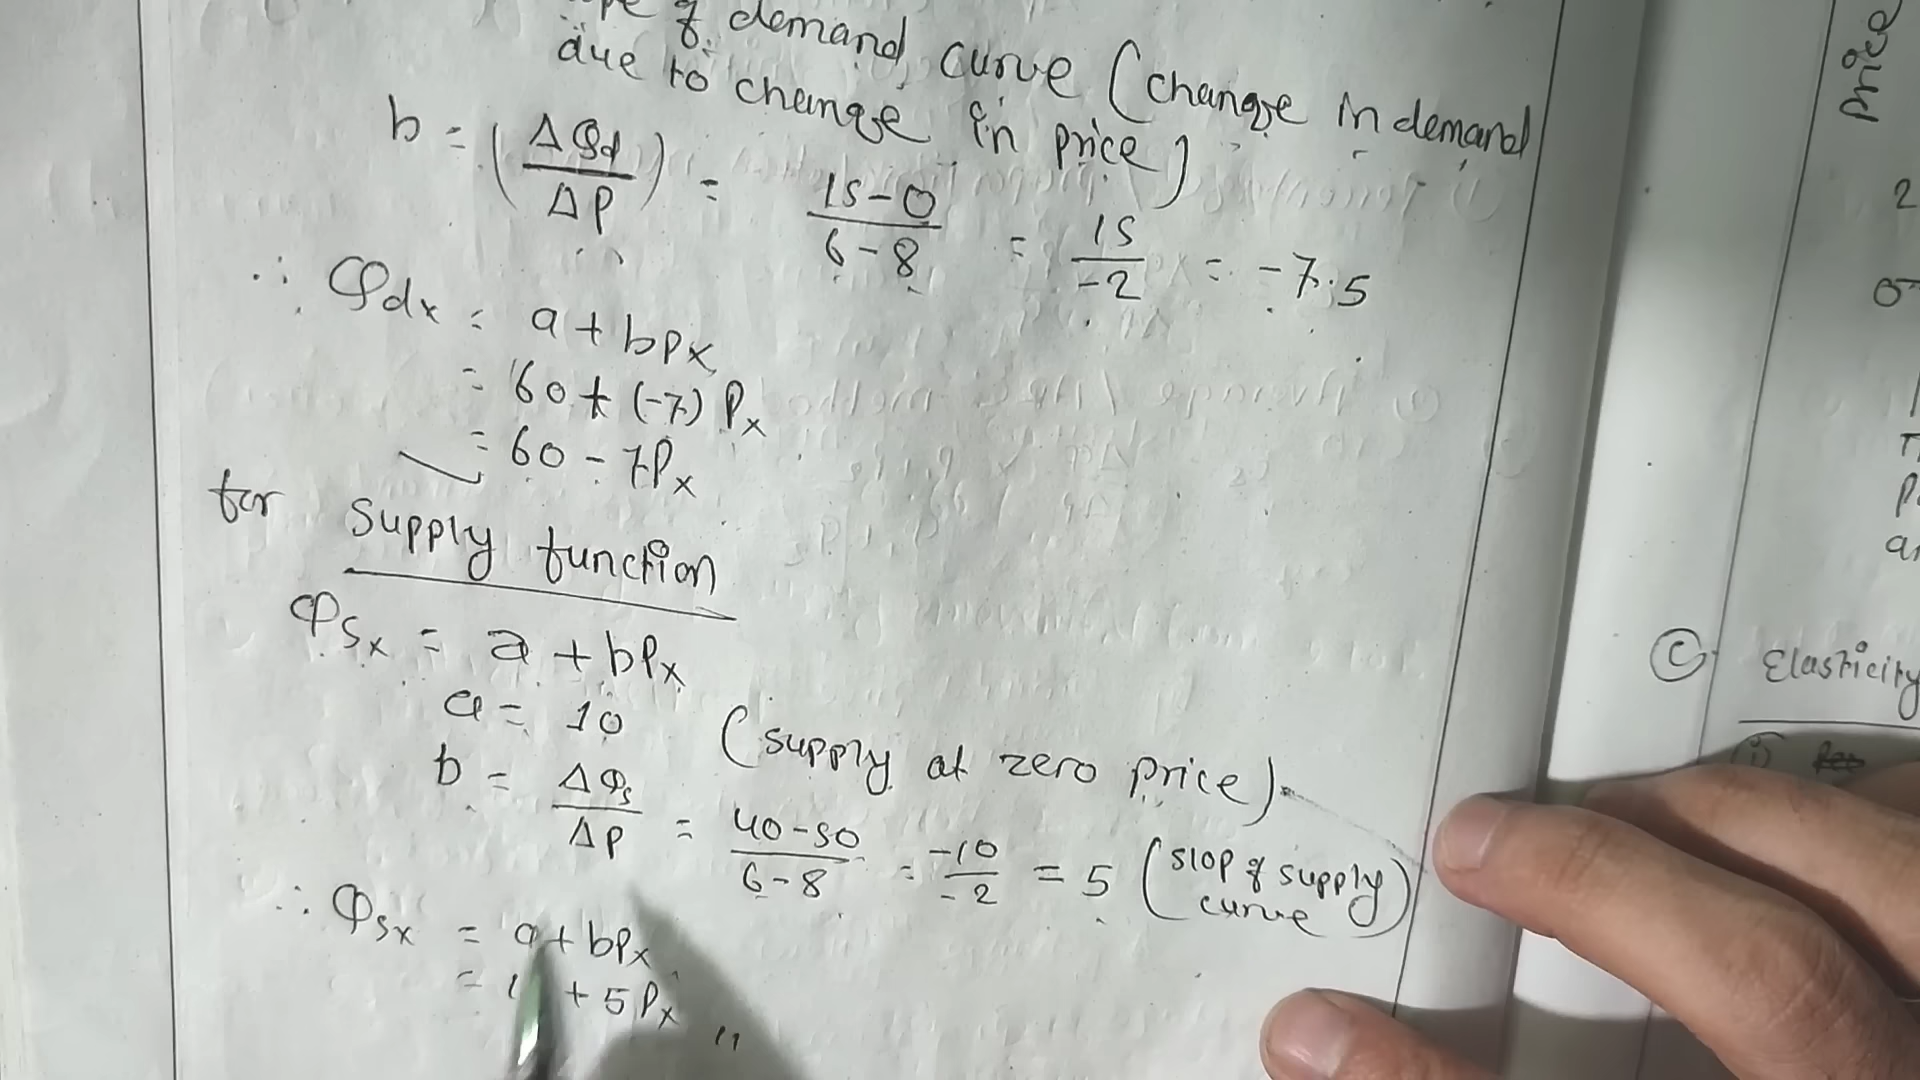 of demand curve (change in demand
due to change in price)
b = (ΔQd/ΔP) = 15-0/6-8 = 15/-2 = -7.5
∴ Qdx = a + bPx
= 60 + (-7) Px
= 60 - 7Px
for supply function
Qsx = a + bPx
a = 10 (supply at zero price)
b = ΔQs/ΔP = 40-50/6-8 = -10/-2 = 5 (slop of supply curve)
∴ Qsx = a + bPx
= + 5Px
Price
2
C Elasticity
i)